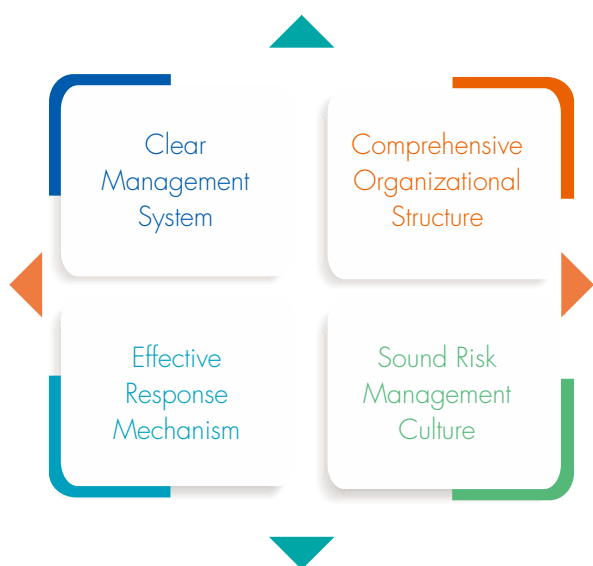 Clear
Management
System
Comprehensive
Organizational
Structure
Effective
Response
Mechanism
Sound Risk
Management
Culture